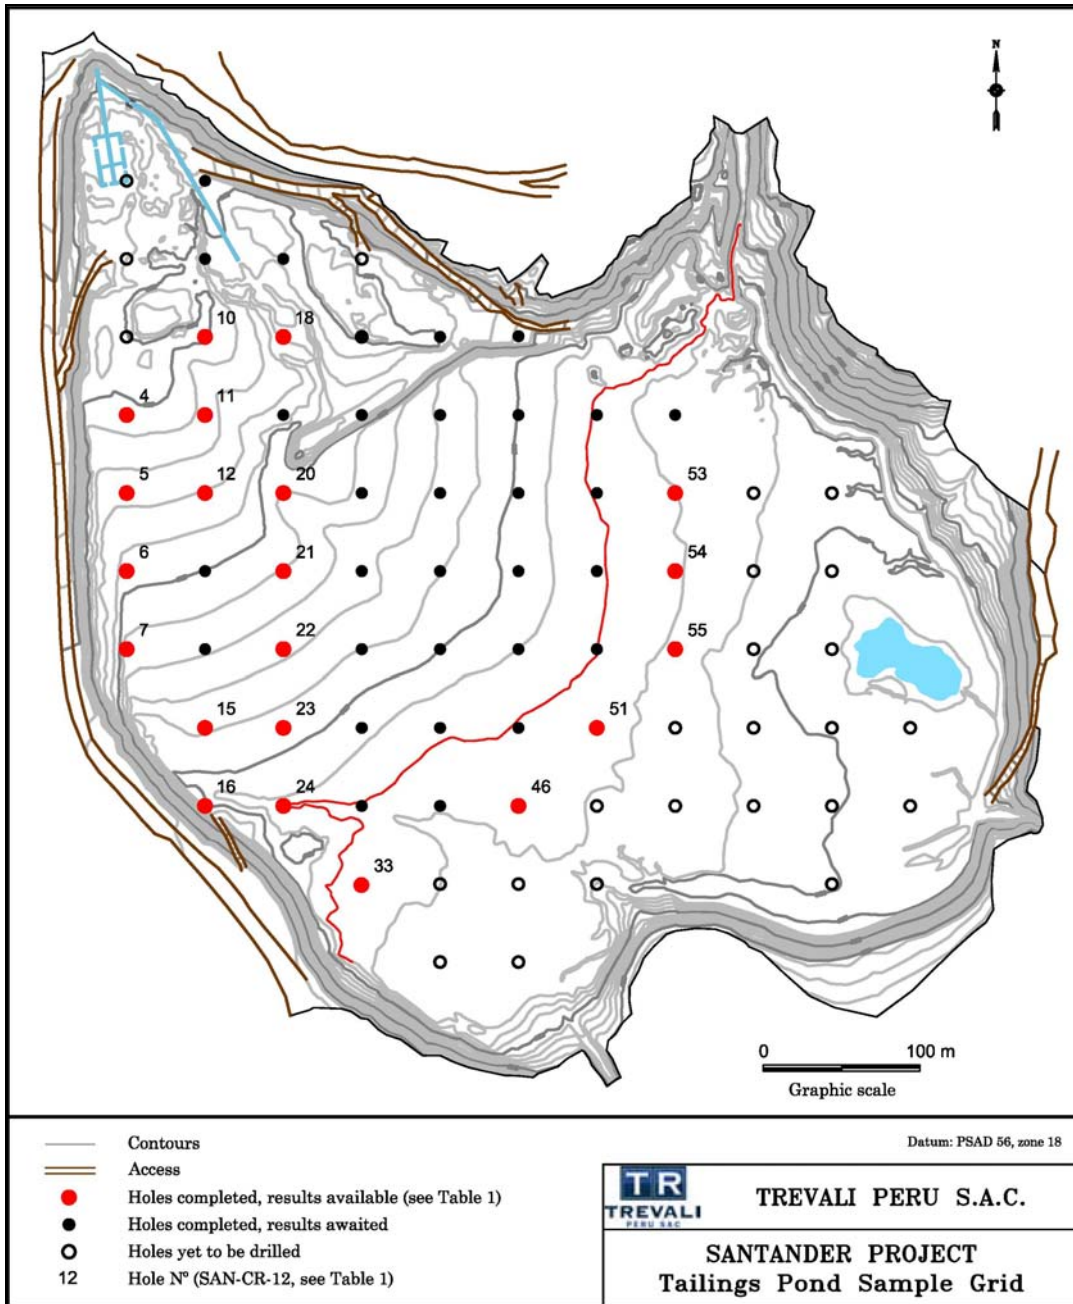 N
10 18
4 11
5 12 20 53
6 21 54
7 22 55
15 23 51
16 24 46
33
0 100 m
Graphic scale
Contours
Datum: PSAD 56, zone 18
Access
Holes completed, results available (see Table 1)
Holes completed, results awaited
Holes yet to be drilled
12 Hole Nº (SAN-CR-12, see Table 1)
TR
TREVALI
PERU SAC
TREVALI PERU S.A.C.
SANTANDER PROJECT
Tailings Pond Sample Grid